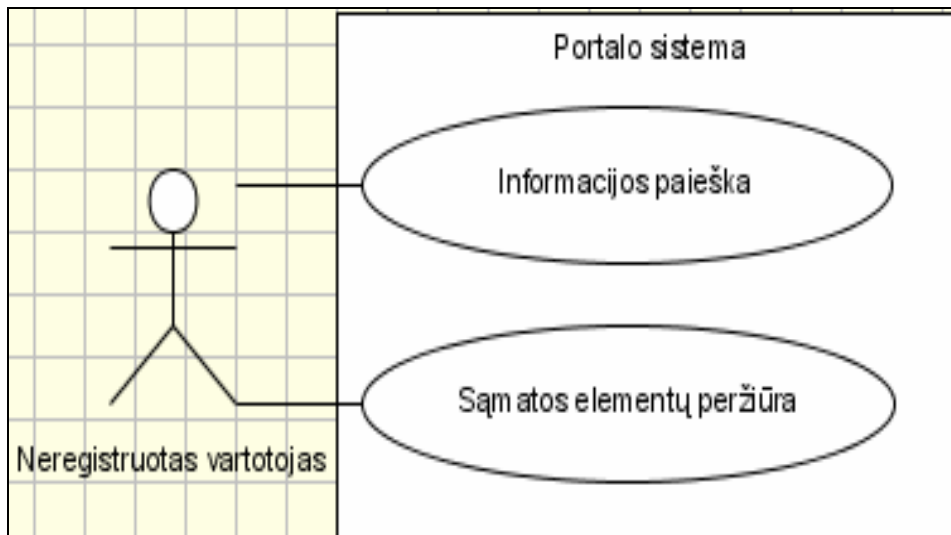 Portalo sistema
Informacijos paieška
Sąmatos elementų peržiūra
Neregistruotas vartotojas